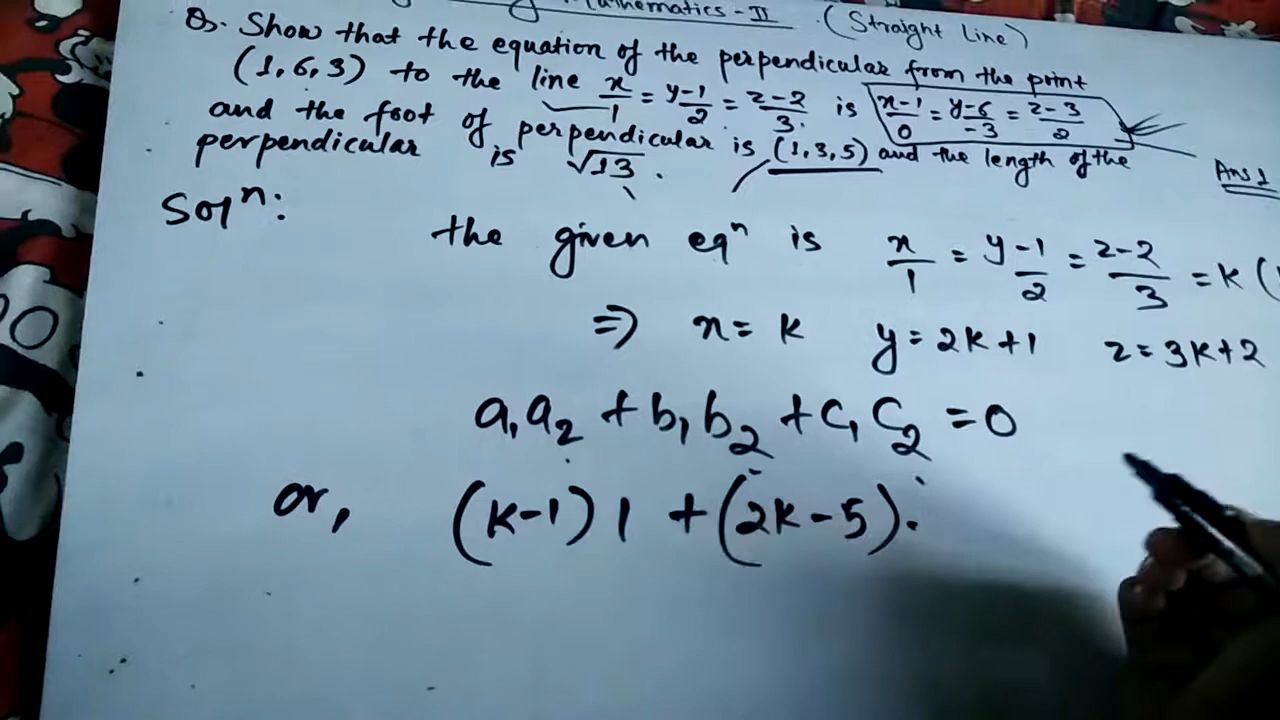 Mathematics - II (Straight Line)
Q. Show that the equation of the perpendicular from the point
(1, 6, 3) to the line x/1 = y-1/2 = z-2/3 is x-1/0 = y-6/-3 = z-3/2
and the foot of perpendicular is (1, 3, 5) and the length of the
perpendicular is √13.
Ans 1
Solⁿ:
the given eqⁿ is x/1 = y-1/2 = z-2/3 = k (
⇒ x = k y = 2k+1 z = 3k+2
a₁a₂ + b₁b₂ + c₁c₂ = 0
or, (k-1) 1 + (2k-5).